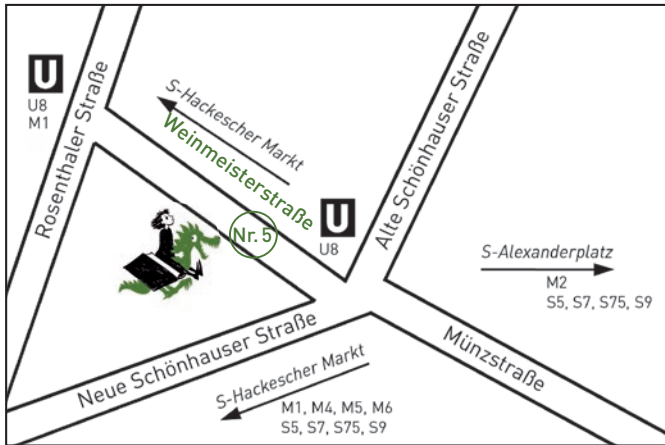 U
U8
M1
Rosenthaler Straße
S-Hackescher Markt
Weinmeisterstraße
Nr. 5
U
U8
Alte Schönhauser Straße
S-Alexanderplatz
M2
S5, S7, S75, S9
Neue Schönhauser Straße
Münzstraße
S-Hackescher Markt
M1, M4, M5, M6
S5, S7, S75, S9